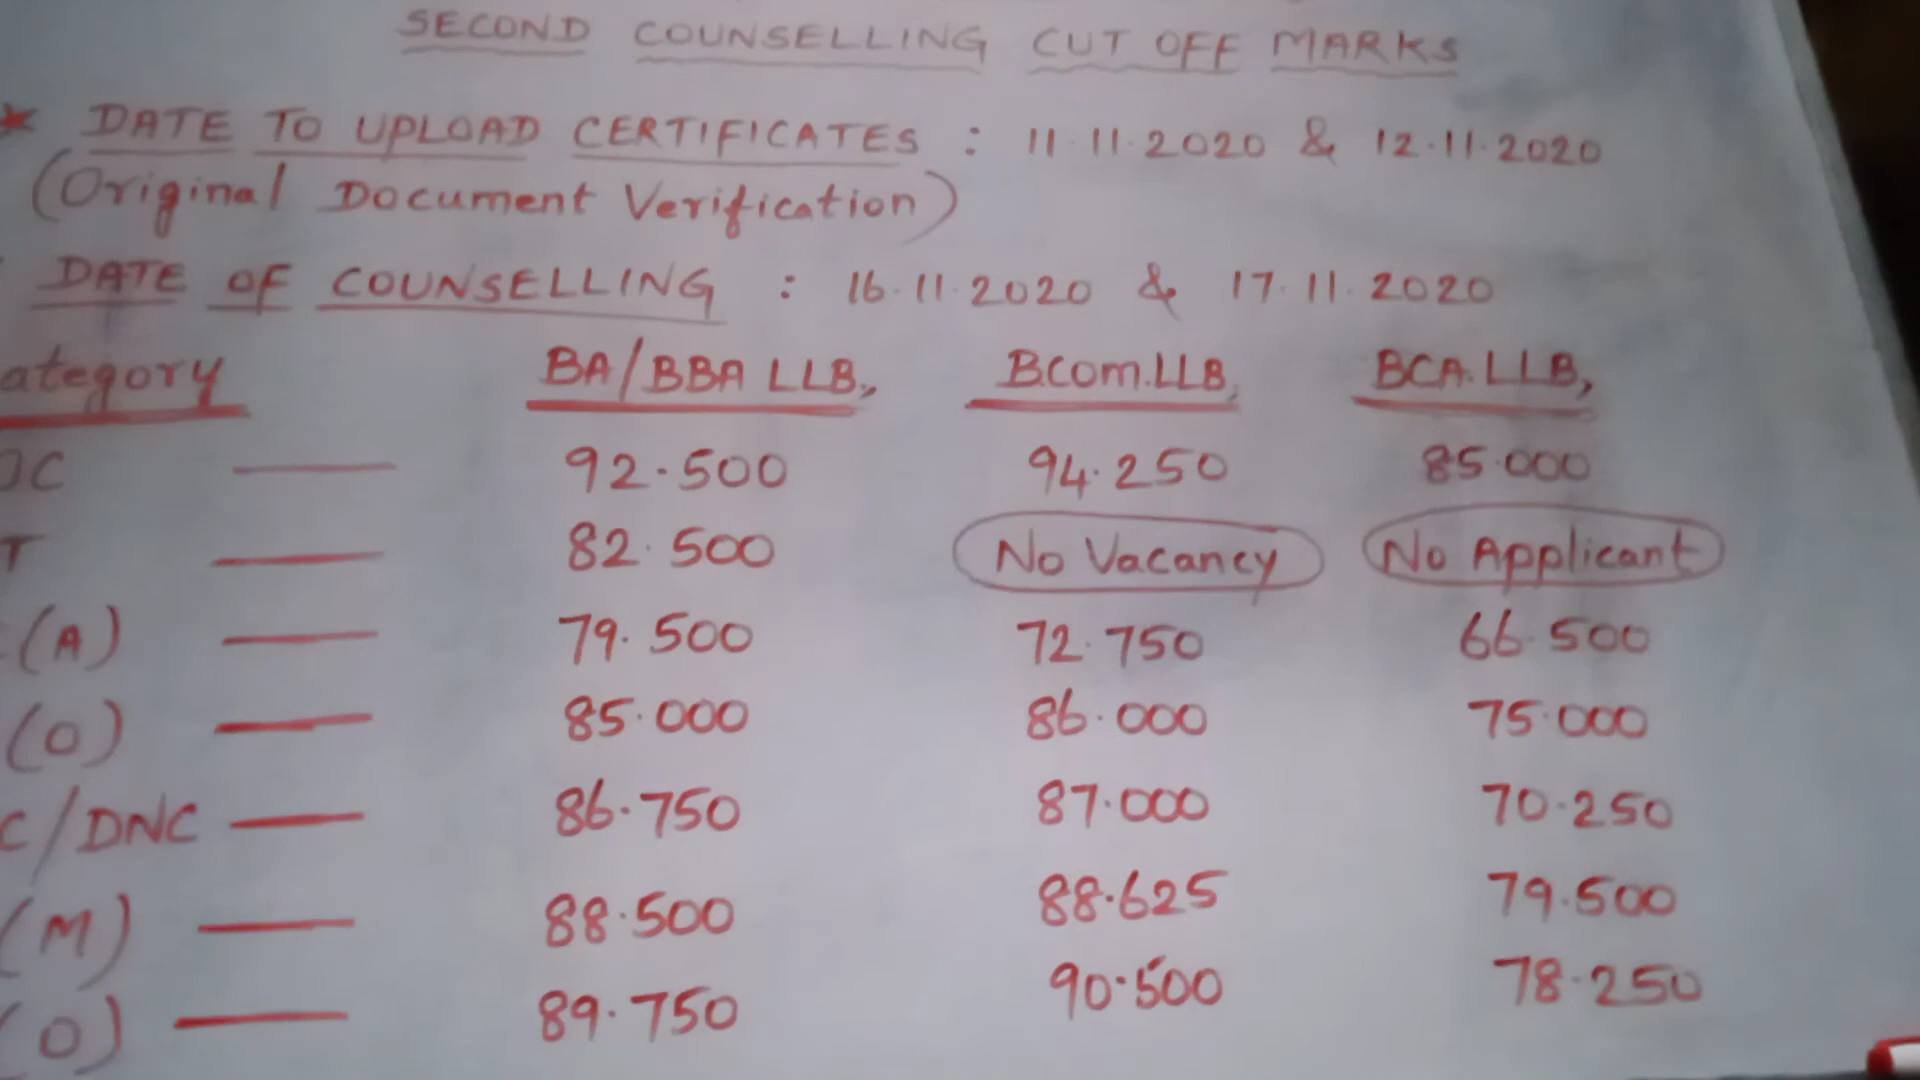 SECOND COUNSELLING CUT OFF MARKS
* DATE TO UPLOAD CERTIFICATES : 11.11.2020 & 12.11.2020
(Original Document Verification)
DATE OF COUNSELLING : 16.11.2020 & 17.11.2020
ategory BA/BBA LLB, B.Com.LLB, BCA.LLB,
OC — 92.500 94.250 85.000
T — 82.500 No Vacancy No Applicant
(A) — 79.500 72.750 66.500
(O) — 85.000 86.000 75.000
C/DNC — 86.750 87.000 70.250
(M) — 88.500 88.625 79.500
(O) — 89.750 90.500 78.250